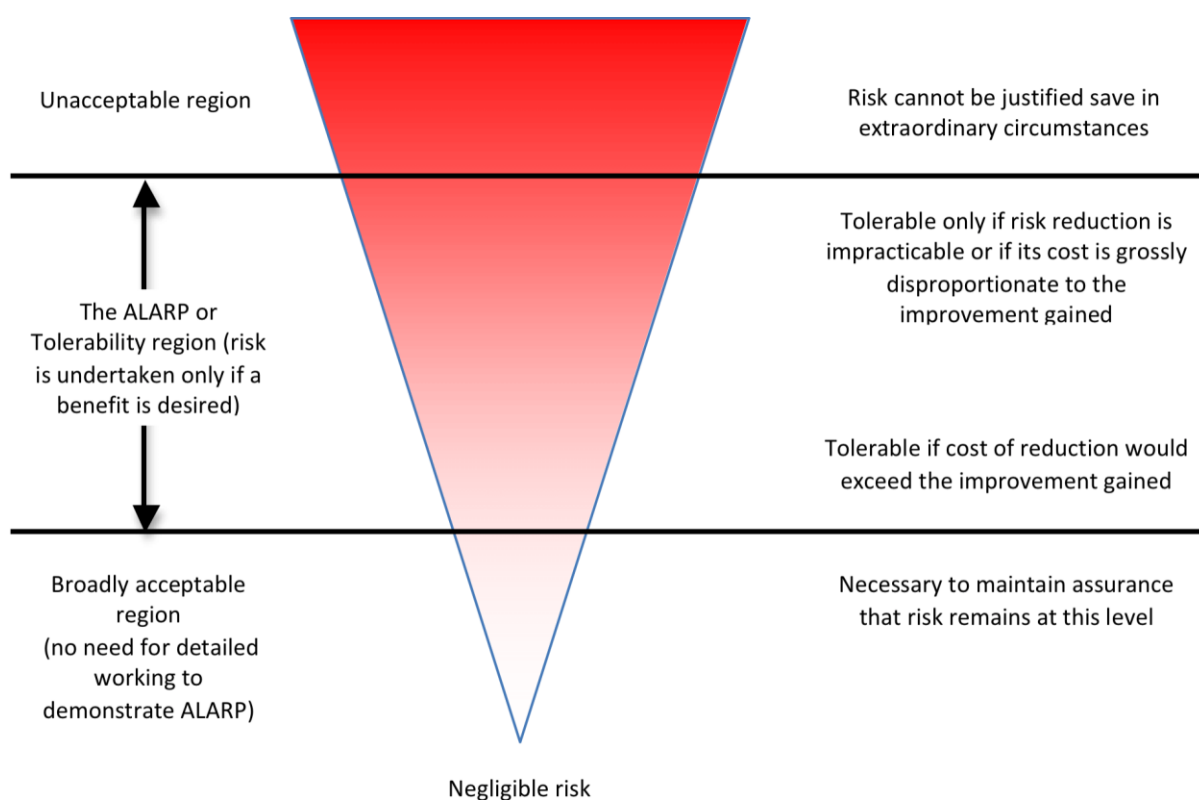 Unacceptable region
Risk cannot be justified save in
extraordinary circumstances
Tolerable only if risk reduction is
impracticable or if its cost is grossly
disproportionate to the
improvement gained
The ALARP or
Tolerability region (risk
is undertaken only if a
benefit is desired)
Tolerable if cost of reduction would
exceed the improvement gained
Broadly acceptable
region
(no need for detailed
working to
demonstrate ALARP)
Necessary to maintain assurance
that risk remains at this level
Negligible risk